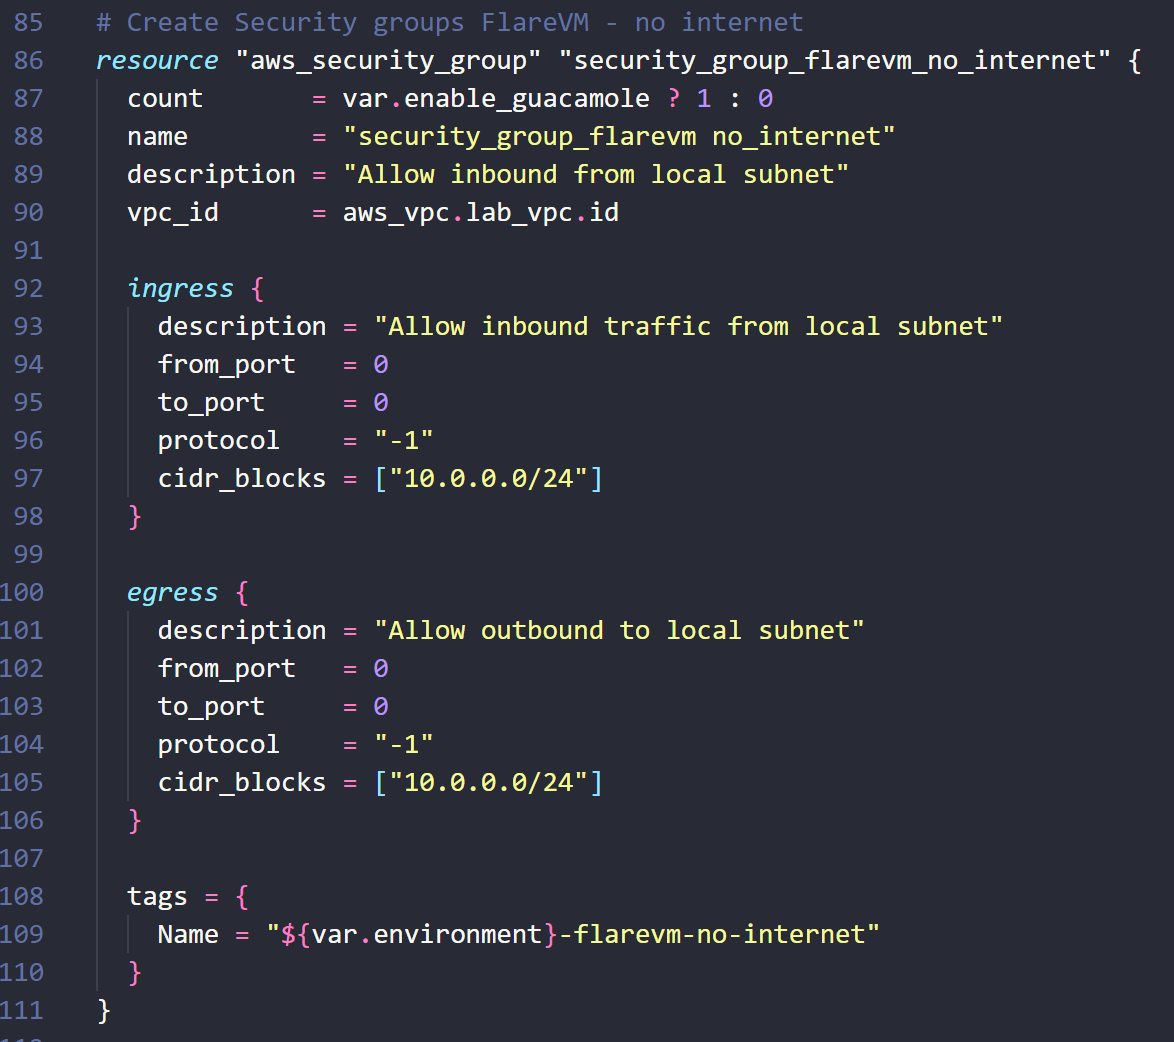 85 # Create Security groups FlareVM - no internet
86 resource "aws_security_group" "security_group_flarevm_no_internet" {
87   count       = var.enable_guacamole ? 1 : 0
88   name        = "security_group_flarevm no_internet"
89   description = "Allow inbound from local subnet"
90   vpc_id      = aws_vpc.lab_vpc.id
91
92   ingress {
93     description = "Allow inbound traffic from local subnet"
94     from_port   = 0
95     to_port     = 0
96     protocol    = "-1"
97     cidr_blocks = ["10.0.0.0/24"]
98   }
99
100   egress {
101     description = "Allow outbound to local subnet"
102     from_port   = 0
103     to_port     = 0
104     protocol    = "-1"
105     cidr_blocks = ["10.0.0.0/24"]
106   }
107
108   tags = {
109     Name = "${var.environment}-flarevm-no-internet"
110   }
111 }